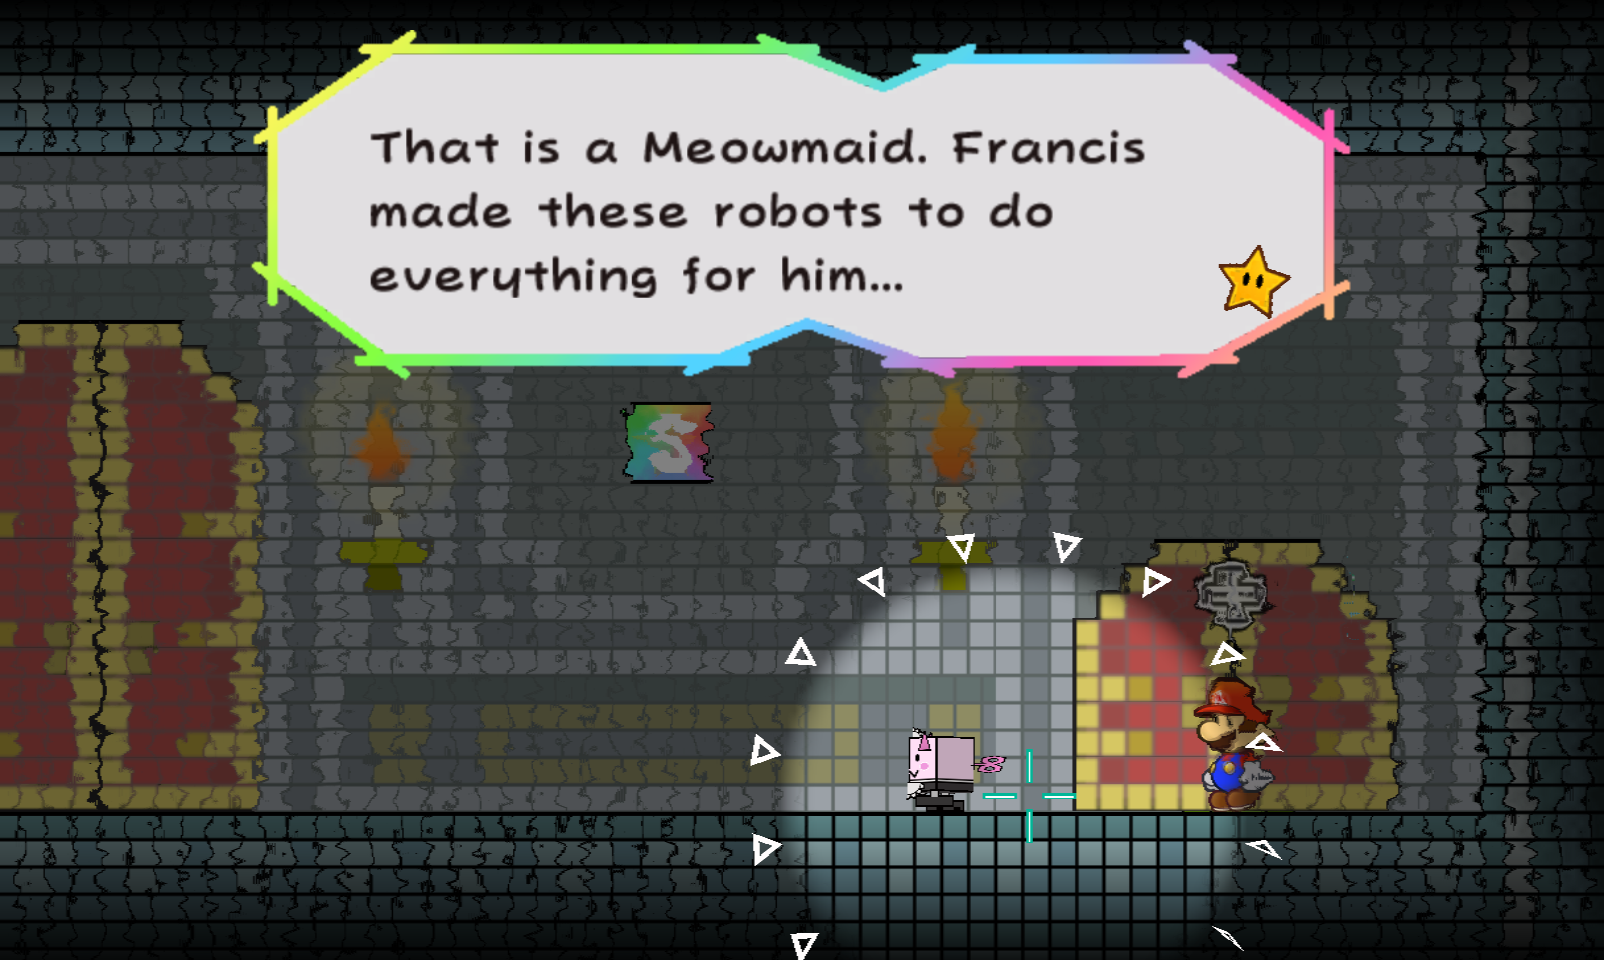 That is a Meowmaid. Francis
made these robots to do
everything for him...
S